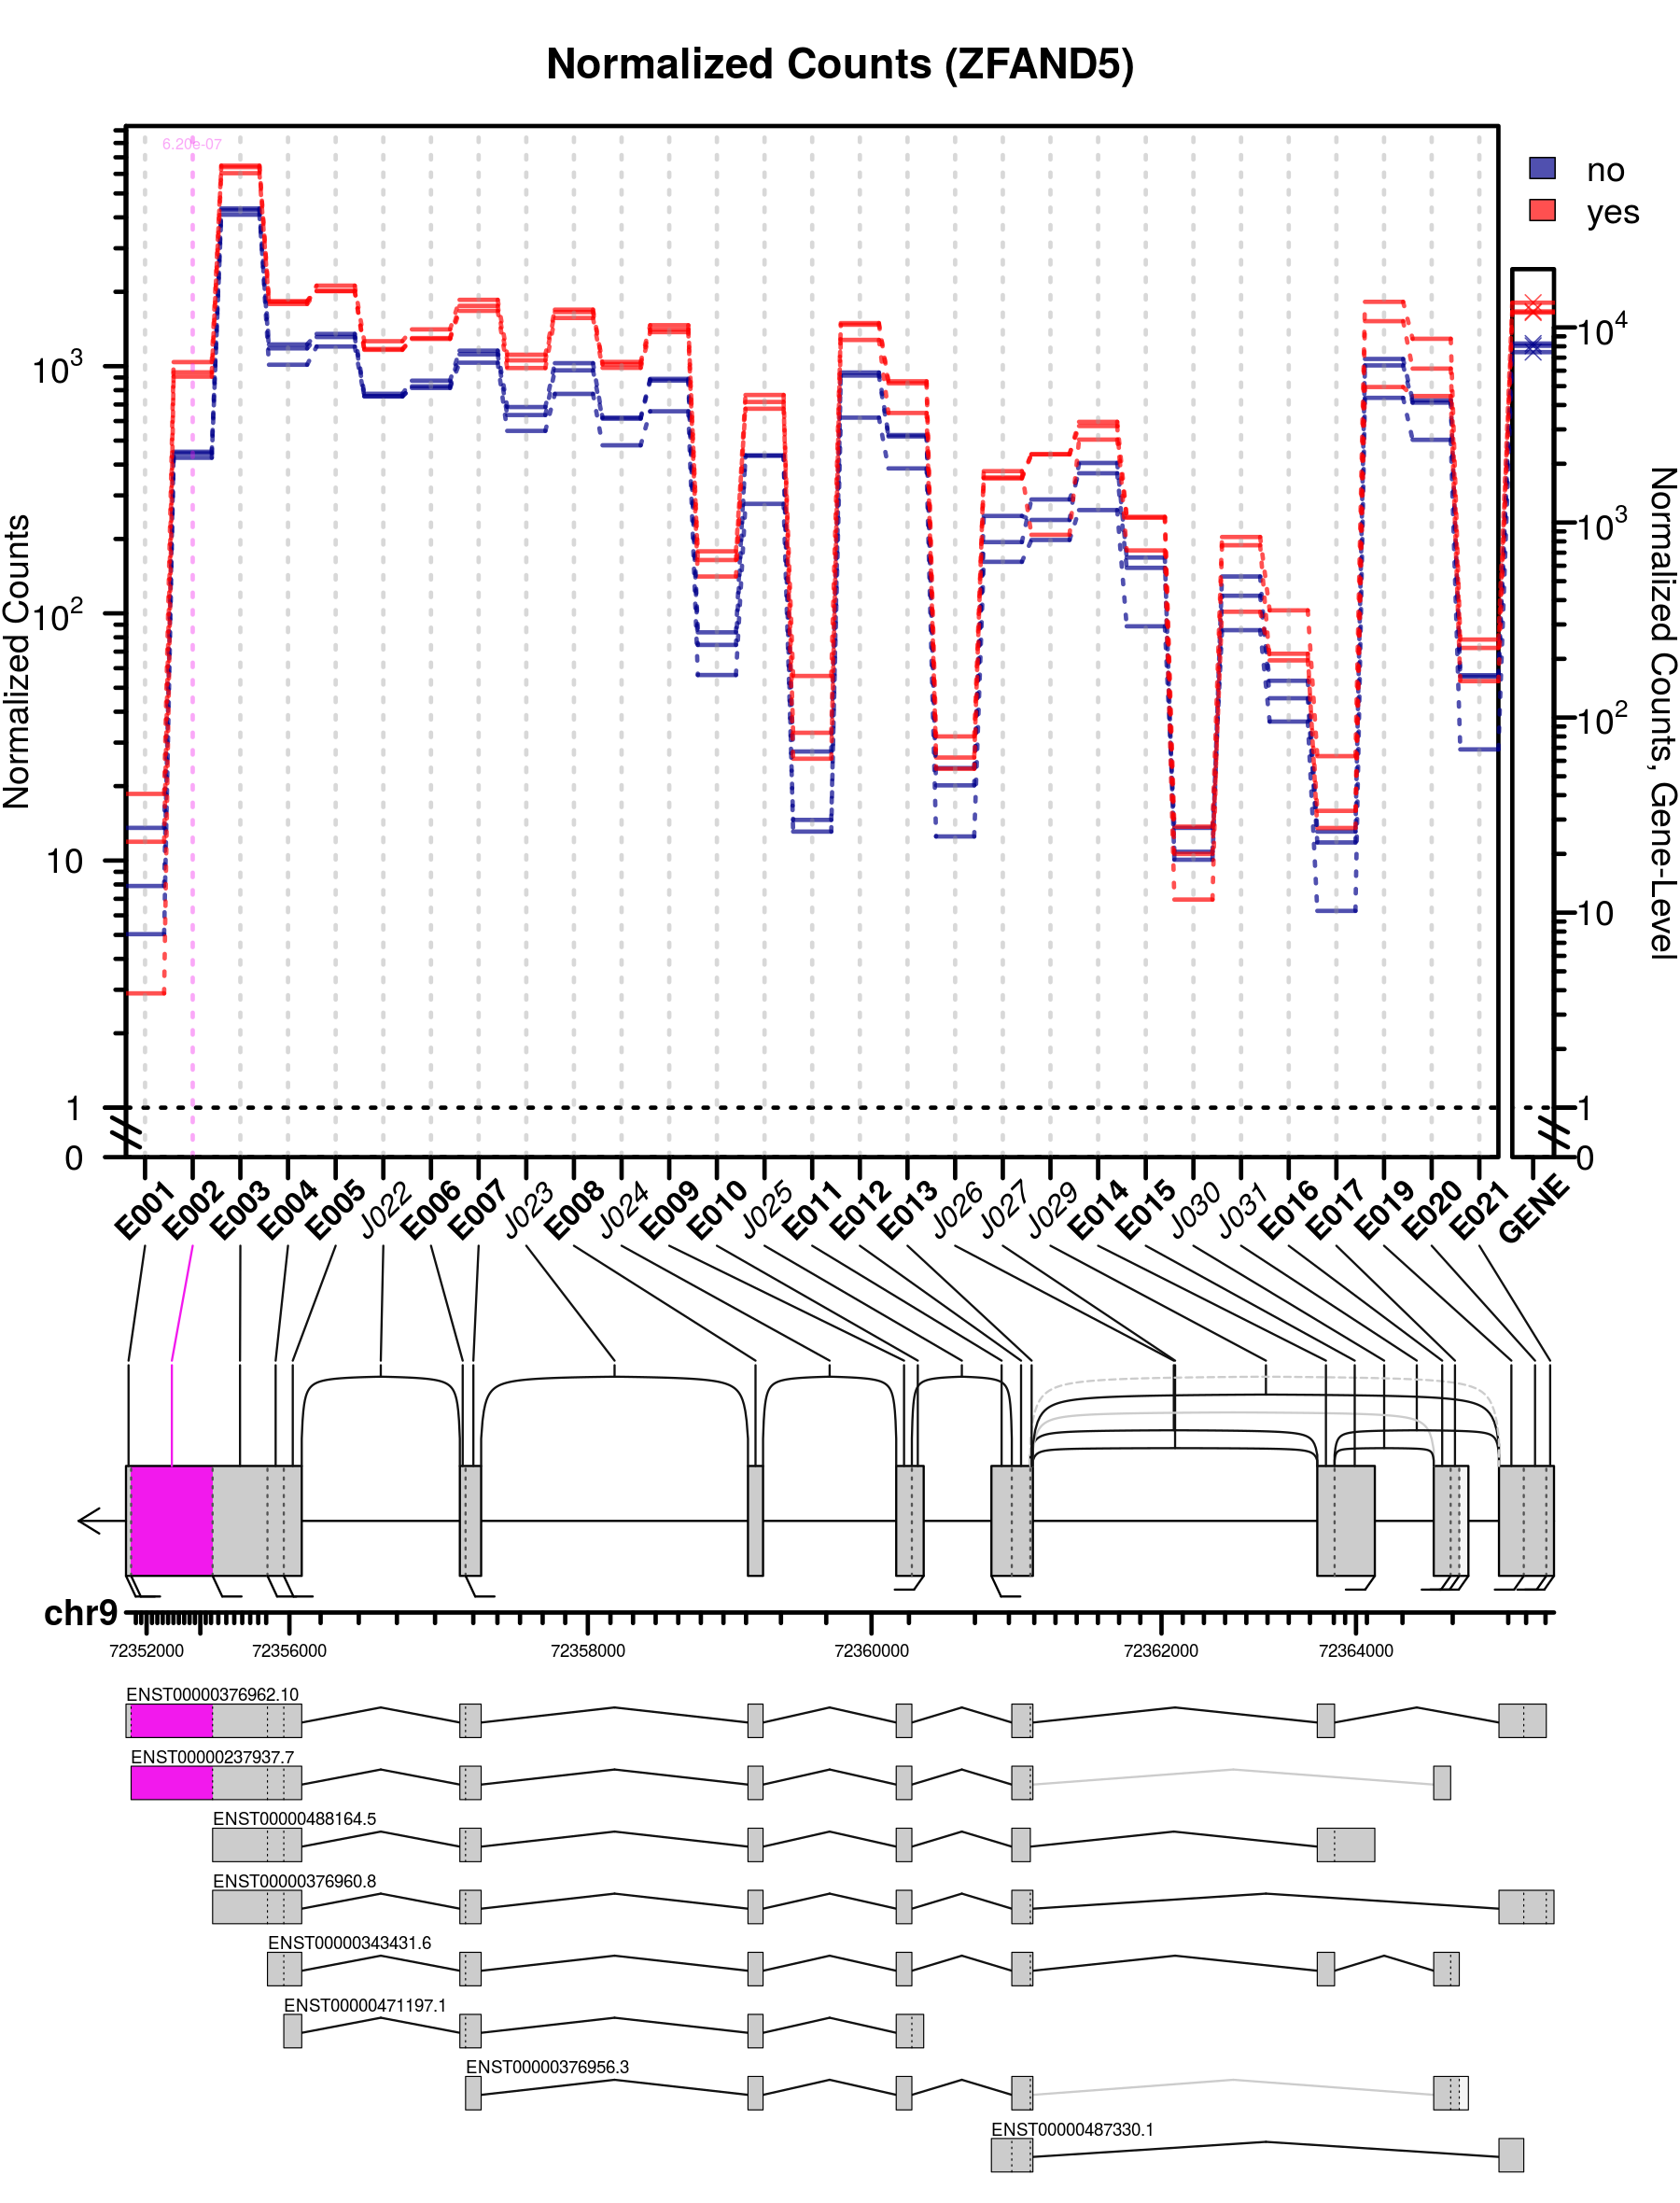 Normalized Counts (ZFAND5)
6.20e-07
no
yes
Normalized Counts
10^3
10^2
10
1
0
10^4
10^3
10^2
10
1
0
Normalized Counts, Gene-Level
E001 E002 E003 E004 E005 J022 E006 E007 J023 E008 J024 E009 E010 J025 E011 E012 E013 J026 J027 J029 E014 E015 J030 J031 E016 E017 E019 E020 E021 GENE
chr9
72352000 72356000 72358000 72360000 72362000 72364000
ENST00000376962.10
ENST00000237937.7
ENST00000488164.5
ENST00000376960.8
ENST00000343431.6
ENST00000471197.1
ENST00000376956.3
ENST00000487330.1